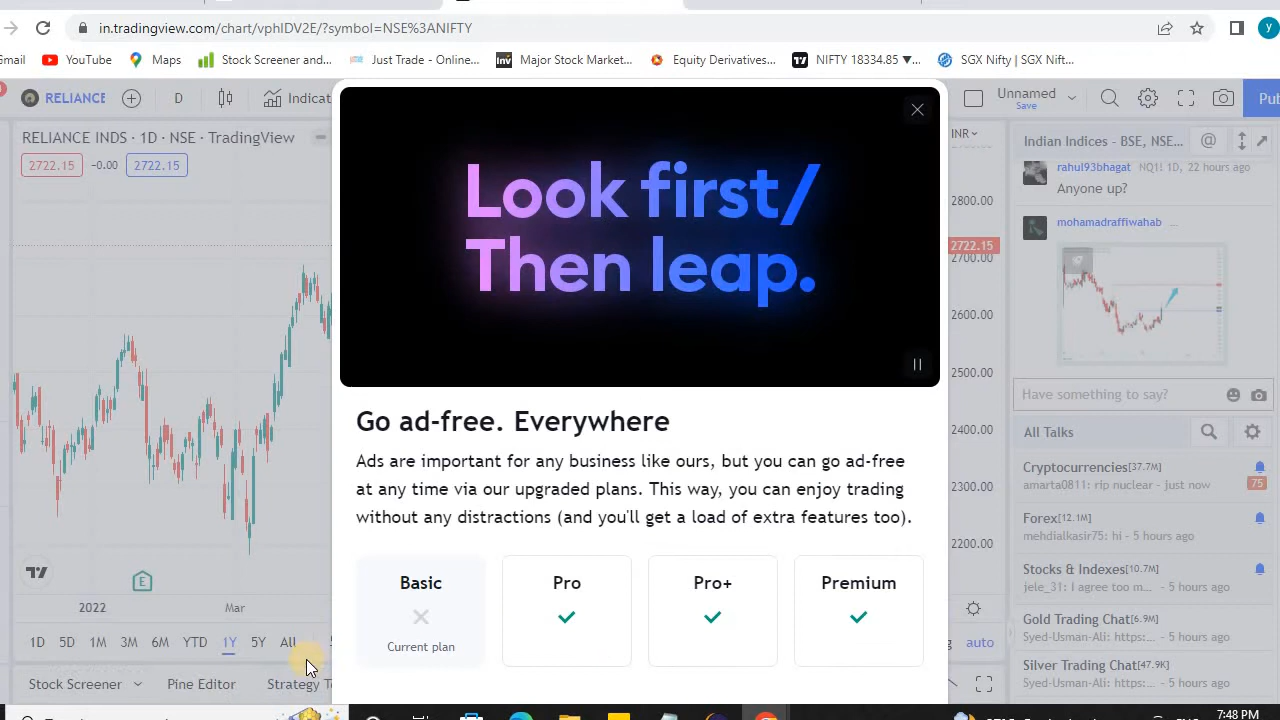 in.tradingview.com/chart/vphIDV2E/?symbol=NSE%3ANIFTY
Gmail YouTube Maps Stock Screener and... Just Trade - Online... Major Stock Market... Equity Derivatives... NIFTY 18334.85 ▼... SGX Nifty | SGX Nift...
RELIANCE D Indicat Unnamed Save Pu
RELIANCE INDS · 1D · NSE · TradingView
2722.15 -0.00 2722.15
Look first/
Then leap.
Go ad-free. Everywhere
Ads are important for any business like ours, but you can go ad-free
at any time via our upgraded plans. This way, you can enjoy trading
without any distractions (and you'll get a load of extra features too).
Basic Pro Pro+ Premium
Current plan
2022 Mar
1D 5D 1M 3M 6M YTD 1Y 5Y All
Stock Screener Pine Editor Strategy T
INR
2800.00
2722.15
2700.00
2600.00
2500.00
2400.00
2300.00
2200.00
auto
Indian Indices - BSE, NSE...
rahul93bhagat NQ1! 1D, 22 hours ago
Anyone up?
mohamadraffiwahab ...
Have something to say?
All Talks
Cryptocurrencies[37.7M]
amarta0811: rip nuclear - just now 75
Forex[12.1M]
mehdialkasir75: hi - 5 hours ago
Stocks & Indexes[10.7M]
jele_31: I agree too m... - 5 hours ago
Gold Trading Chat[6.9M]
Syed-Usman-Ali: https:... - 5 hours ago
Silver Trading Chat[47.9K]
Syed-Usman-Ali: https:... - 5 hours ago
7:48 PM